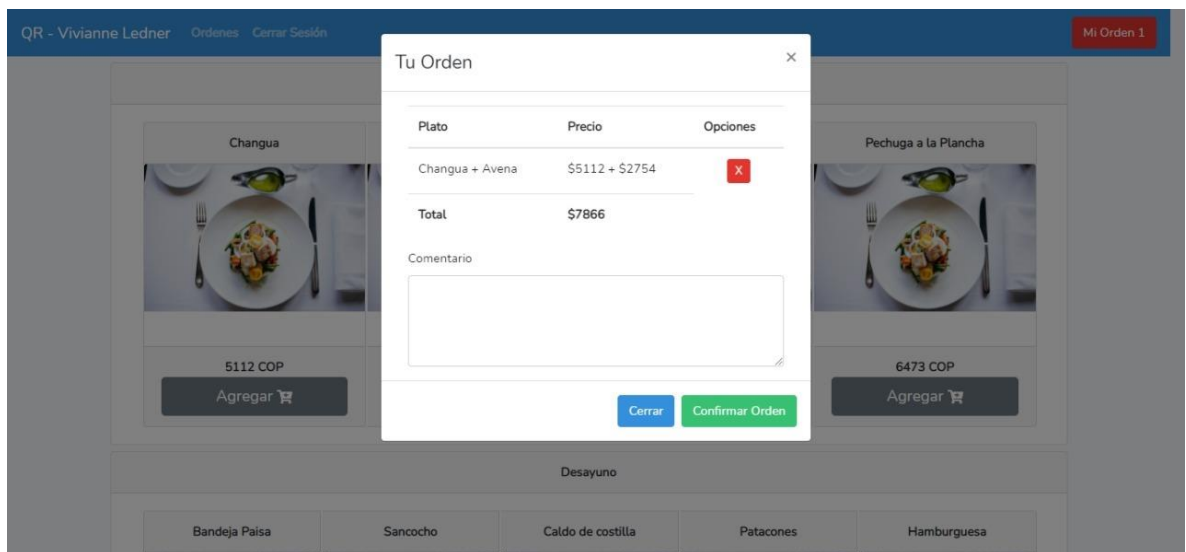 QR - Vivianne Ledner Ordenes Cerrar Sesión Mi Orden 1
Tu Orden ×
Plato Precio Opciones
Changua + Avena $5112 + $2754 X
Total $7866
Comentario
Cerrar Confirmar Orden
Changua Pechuga a la Plancha
5112 COP 6473 COP
Agregar Agregar
Desayuno
Bandeja Paisa Sancocho Caldo de costilla Patacones Hamburguesa